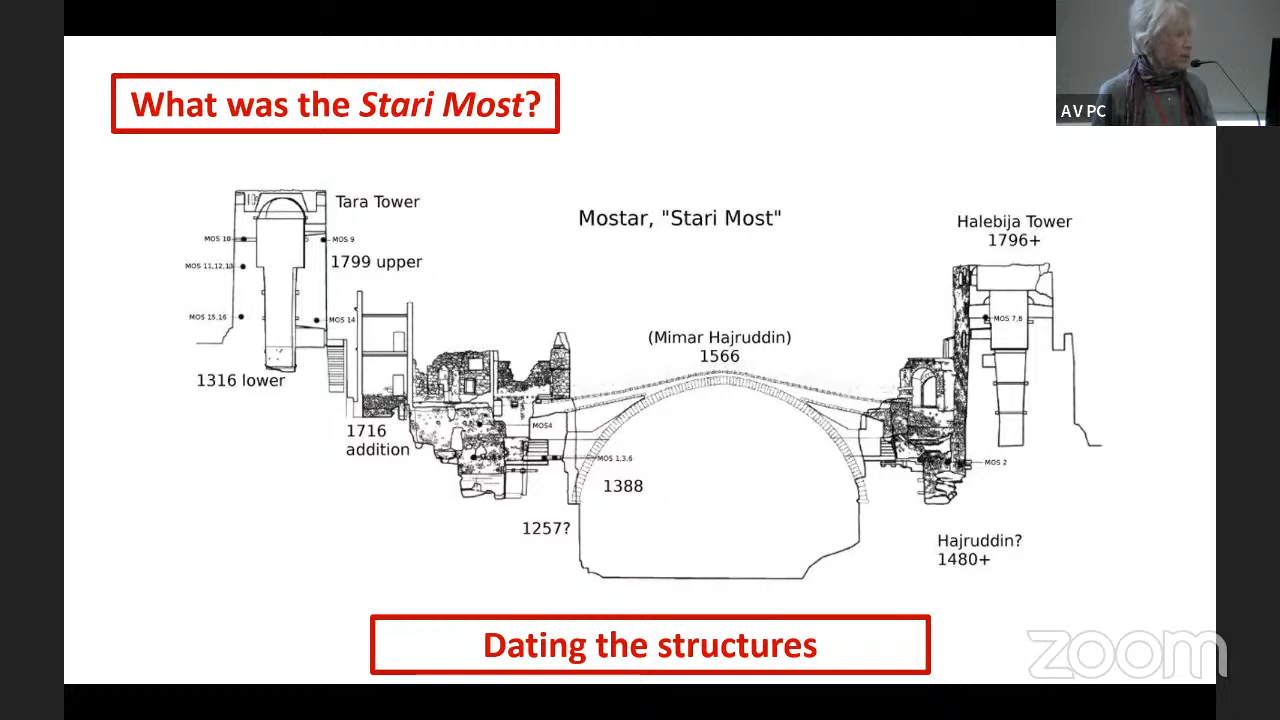 What was the Stari Most?
AV PC
Tara Tower
Mostar, "Stari Most"
Halebija Tower
1796+
MOS 10
MOS 9
1799 upper
MOS 11,12,13
MOS 15,16
MOS 14
MOS 7,8
(Mimar Hajruddin)
1566
1316 lower
1716
addition
MOS4
MOS 1,3,6
MOS 2
1388
1257?
Hajruddin?
1480+
Dating the structures
zoom